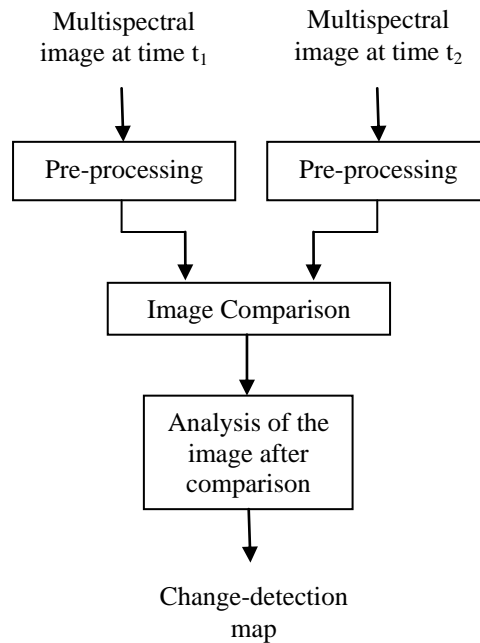 Multispectral
image at time t₁
Multispectral
image at time t₂
Pre-processing
Pre-processing
Image Comparison
Analysis of the
image after
comparison
Change-detection
map